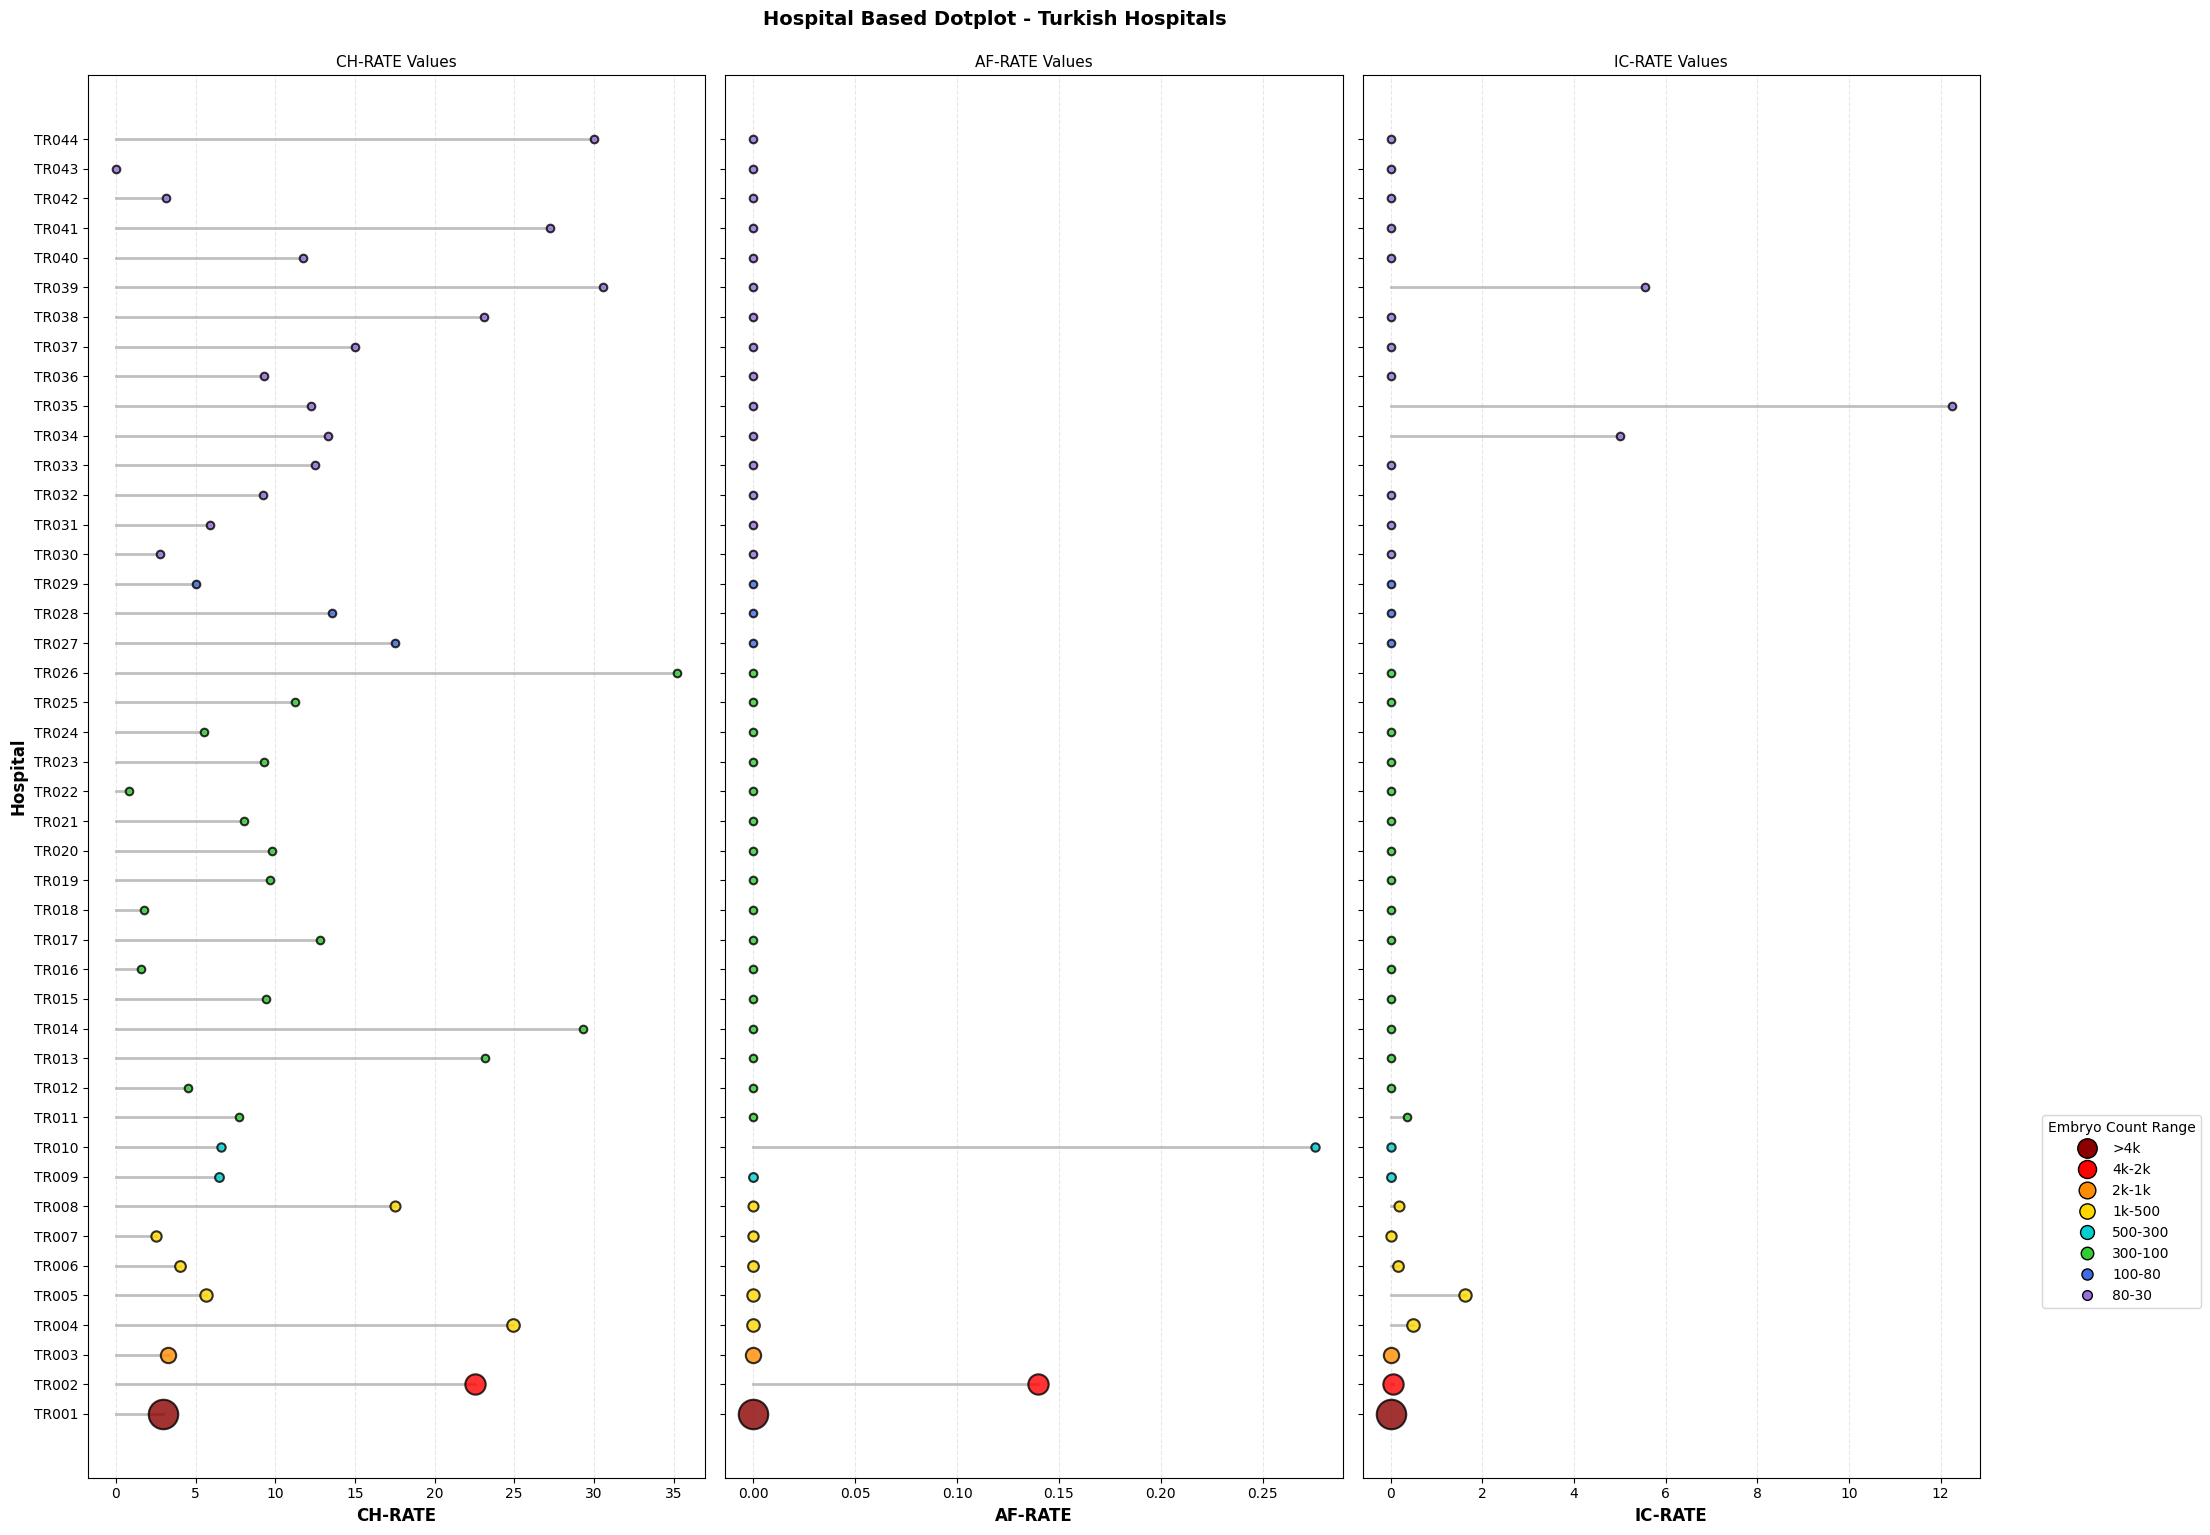 Hospital Based Dotplot - Turkish Hospitals
CH-RATE Values
AF-RATE Values
IC-RATE Values
TR044
TR043
TR042
TR041
TR040
TR039
TR038
TR037
TR036
TR035
TR034
TR033
TR032
TR031
TR030
TR029
TR028
TR027
TR026
TR025
TR024
TR023
TR022
TR021
TR020
TR019
TR018
TR017
TR016
TR015
TR014
TR013
TR012
TR011
TR010
TR009
TR008
TR007
TR006
TR005
TR004
TR003
TR002
TR001
Hospital
0 5 10 15 20 25 30 35
CH-RATE
0.00 0.05 0.10 0.15 0.20 0.25
AF-RATE
0 2 4 6 8 10 12
IC-RATE
Embryo Count Range
>4k
4k-2k
2k-1k
1k-500
500-300
300-100
100-80
80-30